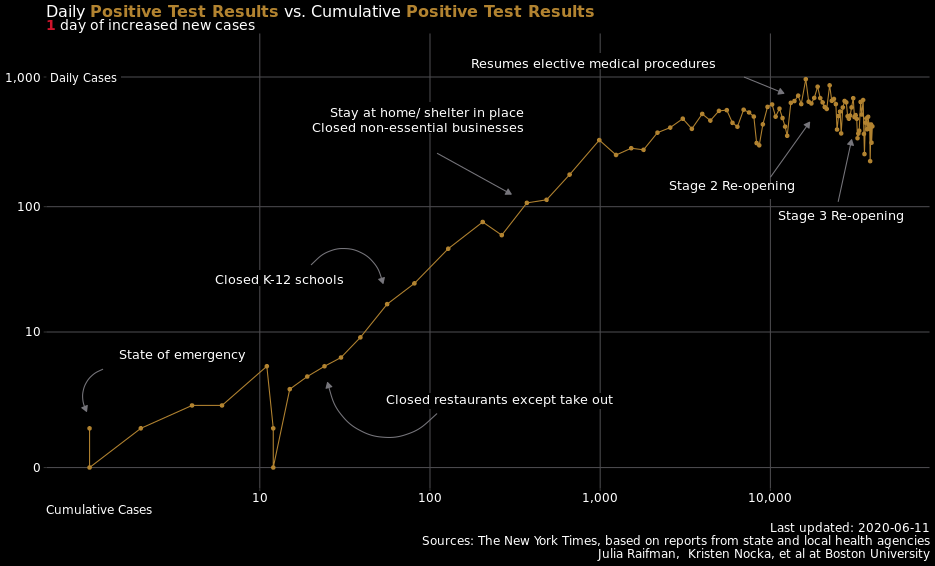 Daily Positive Test Results vs. Cumulative Positive Test Results
1 day of increased new cases
Resumes elective medical procedures
1,000 Daily Cases
Stay at home/ shelter in place
Closed non-essential businesses
Stage 2 Re-opening
100
Stage 3 Re-opening
Closed K-12 schools
10
State of emergency
Closed restaurants except take out
0
10 100 1,000 10,000
Cumulative Cases
Last updated: 2020-06-11
Sources: The New York Times, based on reports from state and local health agencies
Julia Raifman,  Kristen Nocka, et al at Boston University